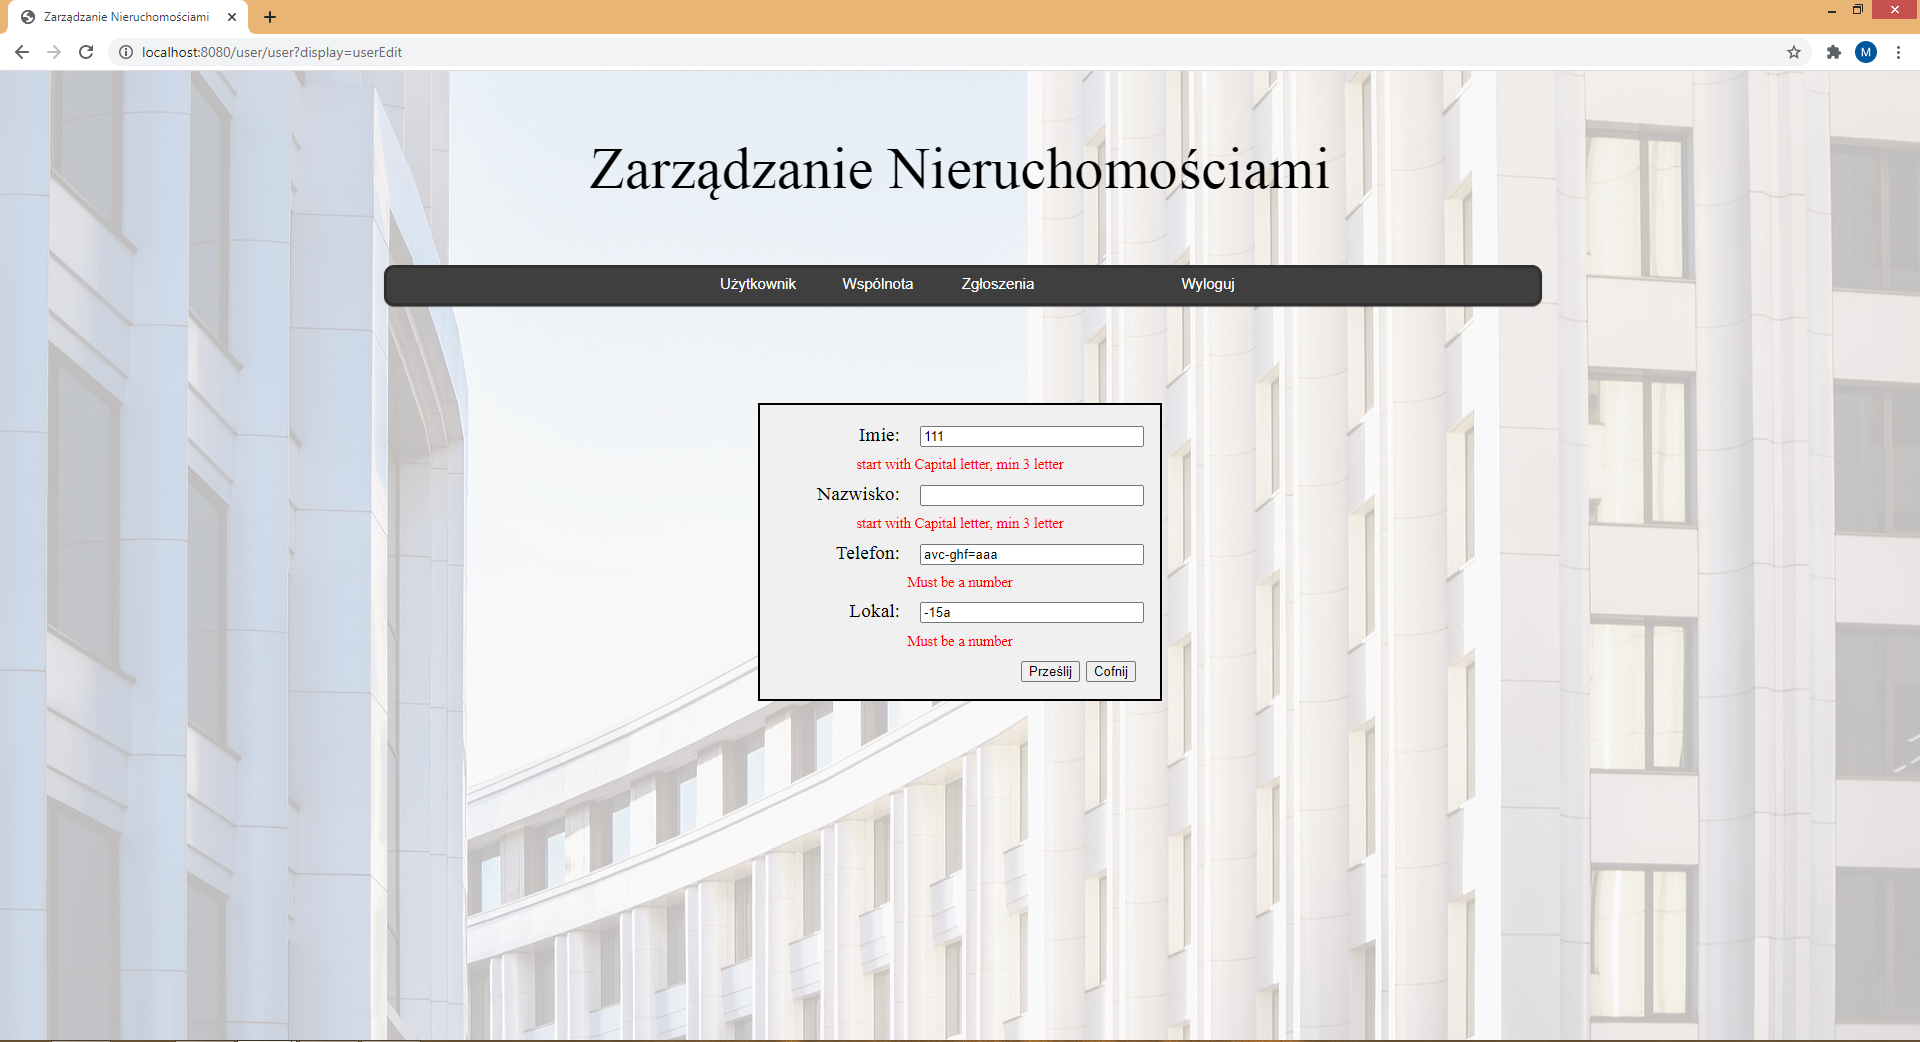 Zarządzanie Nieruchomościami
localhost:8080/user/user?display=userEdit
M
Zarządzanie Nieruchomościami
Użytkownik Wspólnota Zgłoszenia Wyloguj
Imie: 111
start with Capital letter, min 3 letter
Nazwisko:
start with Capital letter, min 3 letter
Telefon: avc-ghf=aaa
Must be a number
Lokal: -15a
Must be a number
Prześlij Cofnij